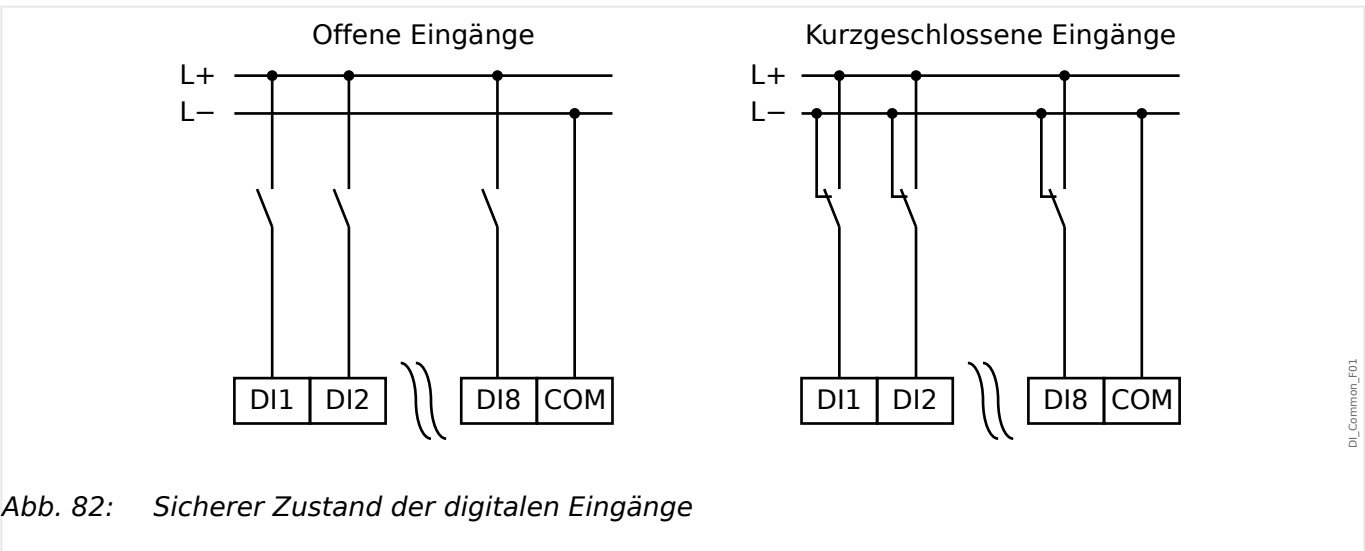 Offene Eingänge
Kurzgeschlossene Eingänge
L+
L−
L+
L−
DI1 DI2 DI8 COM
DI1 DI2 DI8 COM
DI_Common_F01
Abb. 82: Sicherer Zustand der digitalen Eingänge